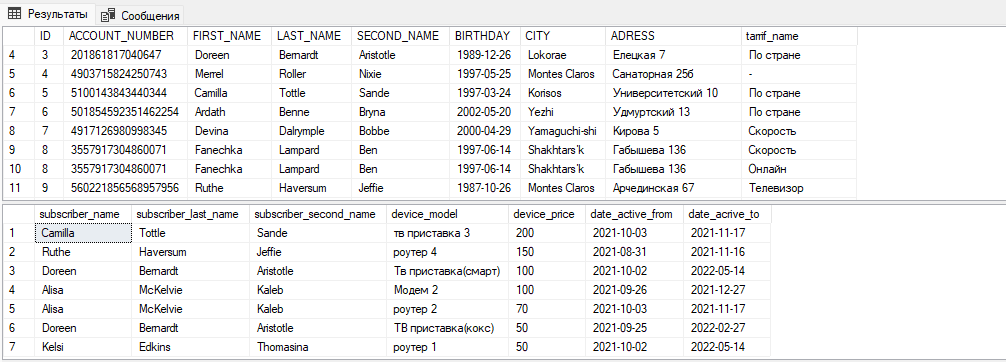 Результаты Сообщения
ID ACCOUNT_NUMBER FIRST_NAME LAST_NAME SECOND_NAME BIRTHDAY CITY ADRESS tarrif_name
4 3 201861817040647 Doreen Bernardt Aristotle 1989-12-26 Lokorae Елецкая 7 По стране
5 4 4903715824250743 Merrel Roller Nixie 1997-05-25 Montes Claros Санаторная 25б -
6 5 5100143843440344 Camilla Tottle Sande 1997-03-24 Korisos Университетский 10 По стране
7 6 501854592351462254 Ardath Benne Bryna 2002-05-20 Yezhi Удмуртский 13 По стране
8 7 4917126980998345 Devina Dalrymple Bobbe 2000-04-29 Yamaguchi-shi Кирова 5 Скорость
9 8 3557917304860071 Fanechka Lampard Ben 1997-06-14 Shakhtars'k Габышева 136 Скорость
10 8 3557917304860071 Fanechka Lampard Ben 1997-06-14 Shakhtars'k Габышева 136 Онлайн
11 9 560221856568957956 Ruthe Haversum Jeffie 1987-10-26 Montes Claros Арчединская 67 Телевизор
subscriber_name subscriber_last_name subscriber_second_name device_model device_price date_active_from date_acrive_to
1 Camilla Tottle Sande тв приставка 3 200 2021-10-03 2021-11-17
2 Ruthe Haversum Jeffie роутер 4 150 2021-08-31 2021-11-16
3 Doreen Bernardt Aristotle Тв приставка(смарт) 100 2021-10-02 2022-05-14
4 Alisa McKelvie Kaleb Модем 2 100 2021-09-26 2021-12-27
5 Alisa McKelvie Kaleb роутер 2 70 2021-10-03 2021-11-17
6 Doreen Bernardt Aristotle ТВ приставка(кокс) 50 2021-09-25 2022-02-27
7 Kelsi Edkins Thomasina роутер 1 50 2021-10-02 2022-05-14